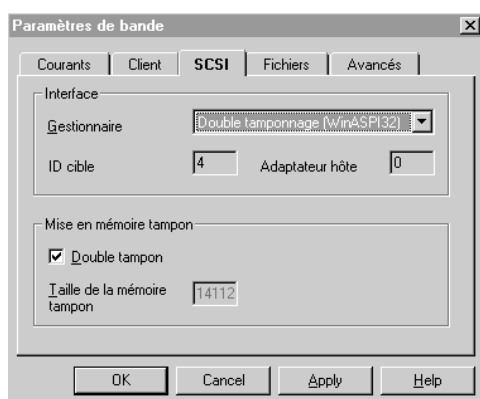 Paramètres de bande
Courants Client SCSI Fichiers Avancés
Interface
Gestionnaire Double tamponnage (WinASPI32)
ID cible 4 Adaptateur hôte 0
Mise en mémoire tampon
Double tampon
Taille de la mémoire
tampon 14112
OK Cancel Apply Help